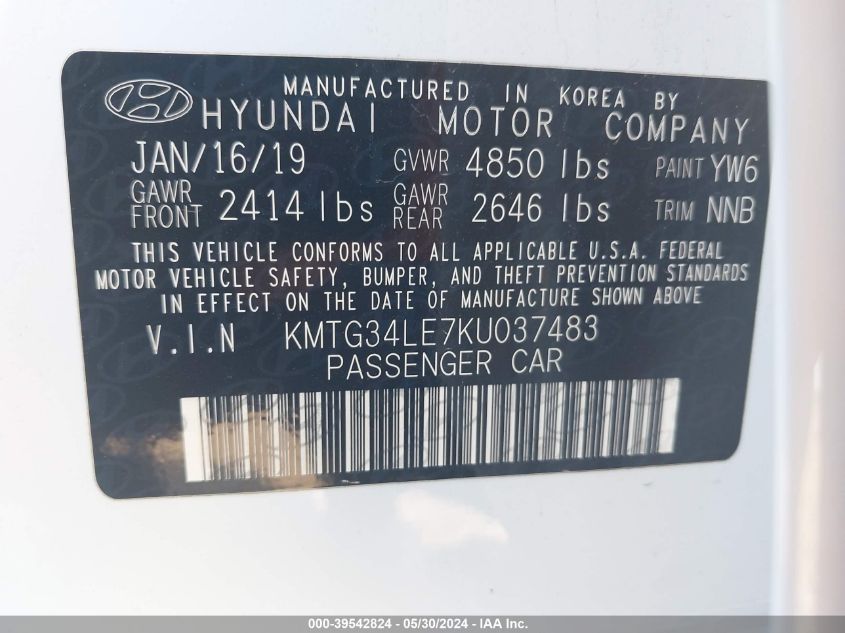 MANUFACTURED IN KOREA BY
HYUNDAI MOTOR COMPANY
JAN/16/19 GVWR 4850 lbs PAINT YW6
GAWR FRONT 2414 lbs GAWR REAR 2646 lbs TRIM NNB
THIS VEHICLE CONFORMS TO ALL APPLICABLE U.S.A. FEDERAL
MOTOR VEHICLE SAFETY, BUMPER, AND THEFT PREVENTION STANDARDS
IN EFFECT ON THE DATE OF MANUFACTURE SHOWN ABOVE
V.I.N KMTG34LE7KU037483
PASSENGER CAR
000-39542824 - 05/30/2024 - IAA Inc.